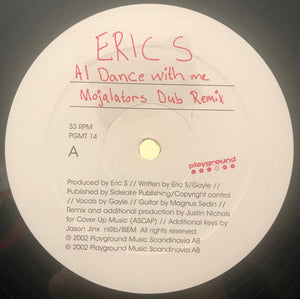 ERIC S
A1 Dance with me
Mojalators Dub Remix
33 RPM
PGMT 14
playground
A
Produced by Eric S // Written by Eric S/Gayle //
Published by Sidelake Publishing/Copyright control
// Vocals by Gayle // Guitar by Magnus Sedin //
Remix and additional production by Justin Nichols
for Cover Up Music (ASCAP) // Additional keys by
Jason Jinx n©b/BIEM All rights reserved.
℗ 2002 Playground Music Scandinavia AB
© 2002 Playground Music Scandinavia AB